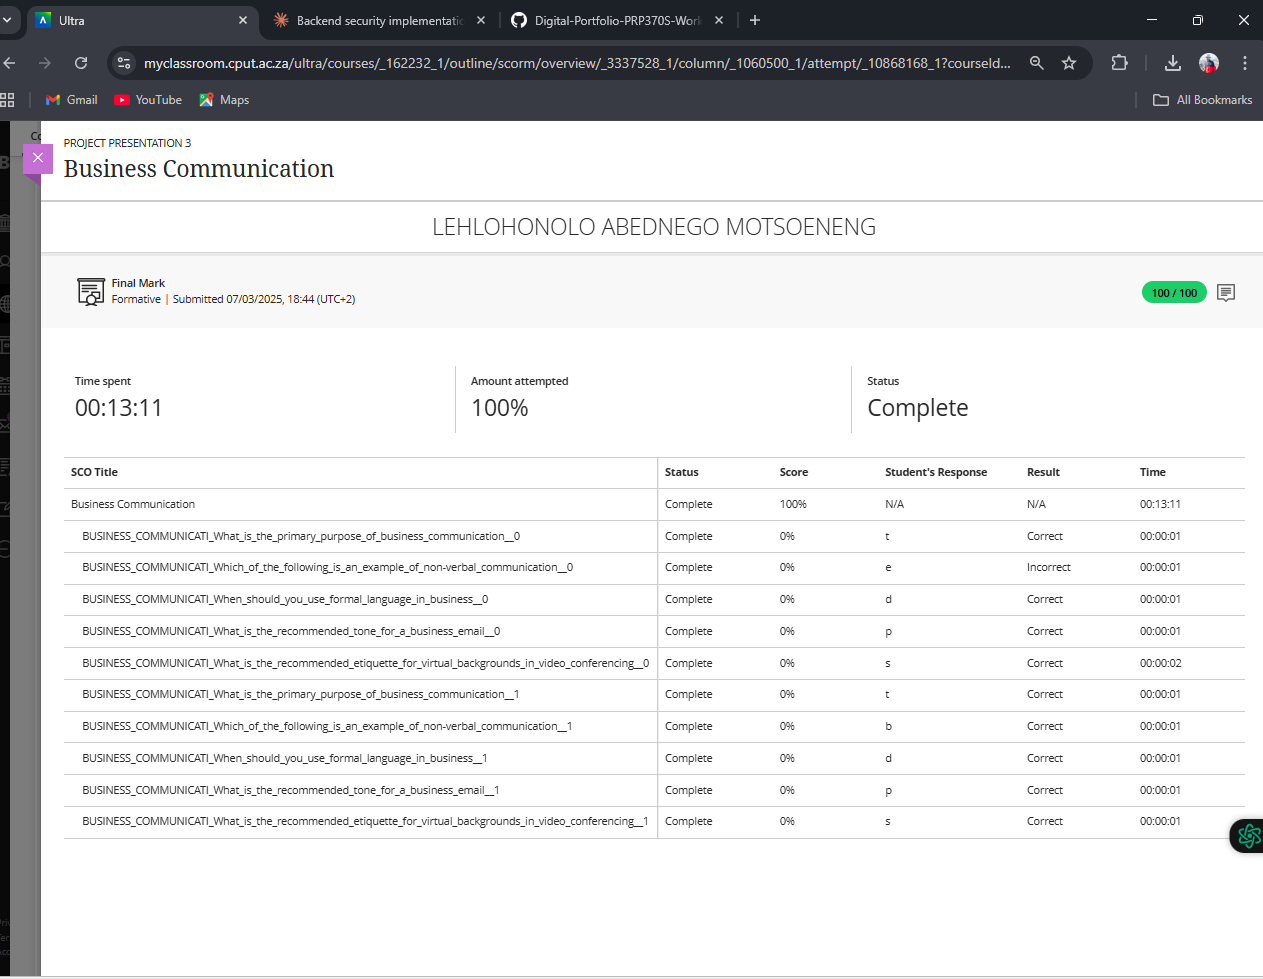 Ultra
Backend security implementatic
Digital-Portfolio-PRP370S-Work
myclassroom.cput.ac.za/ultra/courses/_162232_1/outline/scorm/overview/_3337528_1/column/_1060500_1/attempt/_10868168_1?courseId...
Gmail YouTube Maps All Bookmarks
PROJECT PRESENTATION 3
Business Communication
LEHLOHONOLO ABEDNEGO MOTSOENENG
Final Mark
Formative | Submitted 07/03/2025, 18:44 (UTC+2)
100 / 100
Time spent Amount attempted Status
00:13:11 100% Complete
SCO Title Status Score Student's Response Result Time
Business Communication Complete 100% N/A N/A 00:13:11
BUSINESS_COMMUNICATI_What_is_the_primary_purpose_of_business_communication__0 Complete 0% t Correct 00:00:01
BUSINESS_COMMUNICATI_Which_of_the_following_is_an_example_of_non-verbal_communication__0 Complete 0% e Incorrect 00:00:01
BUSINESS_COMMUNICATI_When_should_you_use_formal_language_in_business__0 Complete 0% d Correct 00:00:01
BUSINESS_COMMUNICATI_What_is_the_recommended_tone_for_a_business_email__0 Complete 0% p Correct 00:00:01
BUSINESS_COMMUNICATI_What_is_the_recommended_etiquette_for_virtual_backgrounds_in_video_conferencing__0 Complete 0% s Correct 00:00:02
BUSINESS_COMMUNICATI_What_is_the_primary_purpose_of_business_communication__1 Complete 0% t Correct 00:00:01
BUSINESS_COMMUNICATI_Which_of_the_following_is_an_example_of_non-verbal_communication__1 Complete 0% b Correct 00:00:01
BUSINESS_COMMUNICATI_When_should_you_use_formal_language_in_business__1 Complete 0% d Correct 00:00:01
BUSINESS_COMMUNICATI_What_is_the_recommended_tone_for_a_business_email__1 Complete 0% p Correct 00:00:01
BUSINESS_COMMUNICATI_What_is_the_recommended_etiquette_for_virtual_backgrounds_in_video_conferencing__1 Complete 0% s Correct 00:00:01